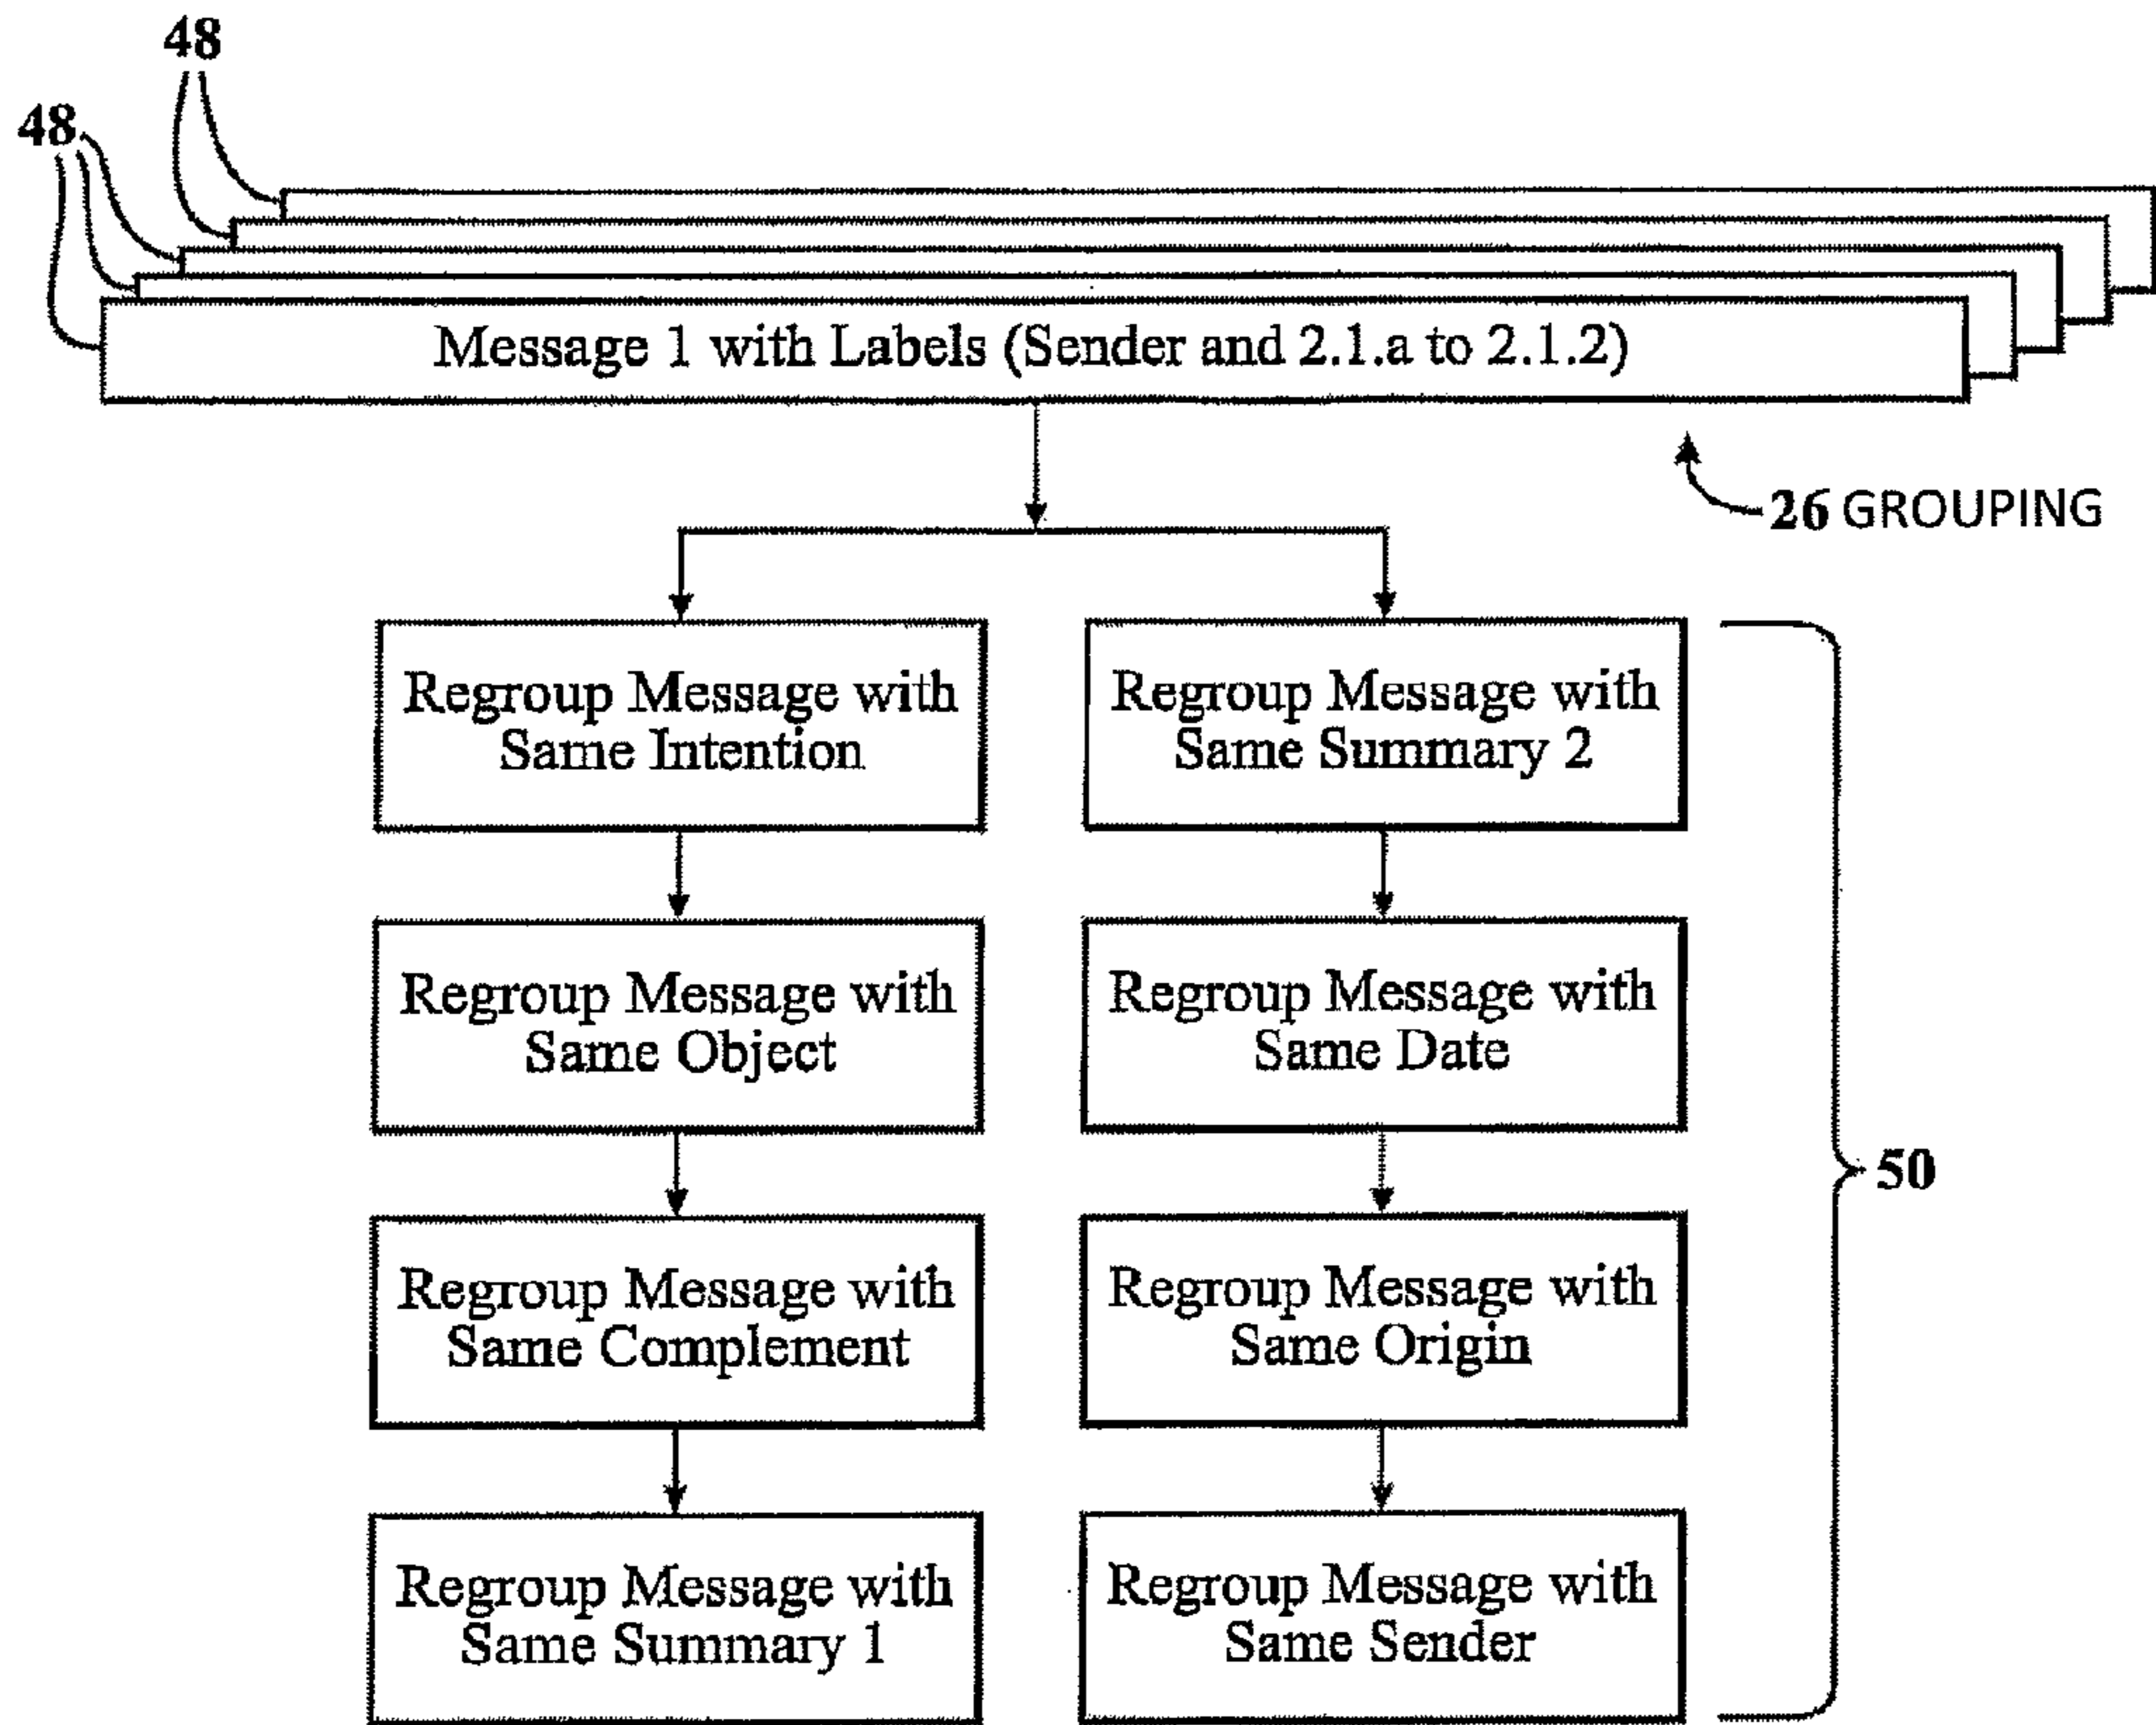 48
48
Message 1 with Labels (Sender and 2.1.a to 2.1.2)
26 GROUPING
Regroup Message with
Same Intention
Regroup Message with
Same Summary 2
Regroup Message with
Same Object
Regroup Message with
Same Date
50
Regroup Message with
Same Complement
Regroup Message with
Same Origin
Regroup Message with
Same Summary 1
Regroup Message with
Same Sender